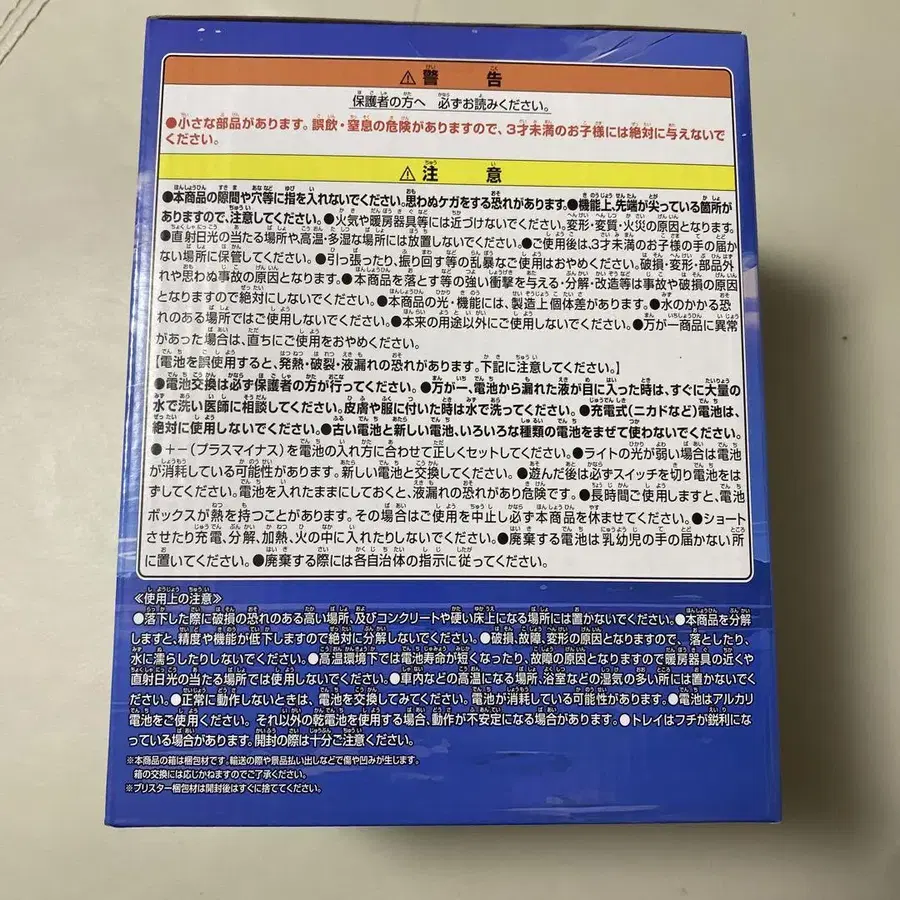 ⚠警告
保護者の方へ 必ずお読みください。
●小さな部品があります。誤飲・窒息の危険がありますので、3才未満のお子様には絶対に与えないで
ください。
⚠注意
●本商品の隙間や穴等に指を入れないでください。思わぬケガをする恐れがあります。●機能上、先端が尖っている箇所が
ありますので、注意してください。●火気や暖房器具等には近づけないでください。変形・変質・火災の原因となります。
●直射日光の当たる場所や、高温・多湿な場所には放置しないでください。●ご使用後は、3才未満のお子様の手の届か
ない場所に保管してください。●引っ張ったり、振り回す等の乱暴なご使用はおやめください。破損・変形・部品外
れや思わぬ事故の原因となります。●本商品を落とす等の強い衝撃を与える・分解・改造等は事故や破損の原因
となりますので絶対にしないでください。●本商品の光・機能には、製造上個体差があります。●水のかかる恐
れのある場所ではご使用しないでください。●本来の用途以外にご使用しないでください。●万が一商品に異常
があった場合は、直ちにご使用をおやめください。
【電池を誤使用すると、発熱・破裂・液漏れの恐れがあります。下記に注意してください。】
●電池交換は必ず保護者の方が行ってください。●万が一、電池から漏れた液が目に入った時は、すぐに大量の
水で洗い医師に相談してください。皮膚や服に付いた時は水で洗ってください。●充電式(ニカドなど)電池は、
絶対に使用しないでください。●古い電池と新しい電池、いろいろな種類の電池をまぜて使わないでください。
●+−(プラスマイナス)を電池の入れ方に合わせて正しくセットしてください。●ライトの光が弱い場合は電池
が消耗している可能性があります。新しい電池と交換してください。●遊んだ後は必ずスイッチを切り電池をは
ずしてください。電池を入れたままにしておくと、液漏れの恐れがあり危険です。●長時間ご使用しますと、電池
ボックスが熱を持つことがあります。その場合はご使用を中止し必ず本商品を休ませてください。●ショート
させたり充電、分解、加熱、火の中に入れたりしないでください。●廃棄する電池は乳幼児の手の届かない所
に置いてください。●廃棄する際には各自治体の指示に従ってください。
≪使用上の注意≫
●落下した際に破損の恐れのある高い場所、及びコンクリートや硬い床上になる場所には置かないでください。●本商品を分解
しますと、精度や機能が低下しますので絶対に分解しないでください。●破損、故障、変形の原因となりますので、落としたり、
水に濡らしたりしないでください。●高温環境下では電池寿命が短くなったり、故障の原因となりますので暖房器具の近くや
直射日光の当たる場所では使用しないでください。●車内などの高温になる場所、浴室などの湿気の多い所には置かないでくだ
さい。●正常に動作しないときは、電池を交換してみてください。電池が消耗している可能性があります。●電池はアルカリ
電池をご使用ください。それ以外の乾電池を使用する場合、動作が不安定になる場合があります。●トレイはフチが鋭利にな
っている場合があります。開封の際は十分ご注意ください。
※本商品の箱は梱包材です。輸送の際や景品払い出しなどで傷や凹みが生じます。
箱の交換には応じかねますのでご了承ください。
※ブリスター梱包材は開封後はすぐに捨ててください。